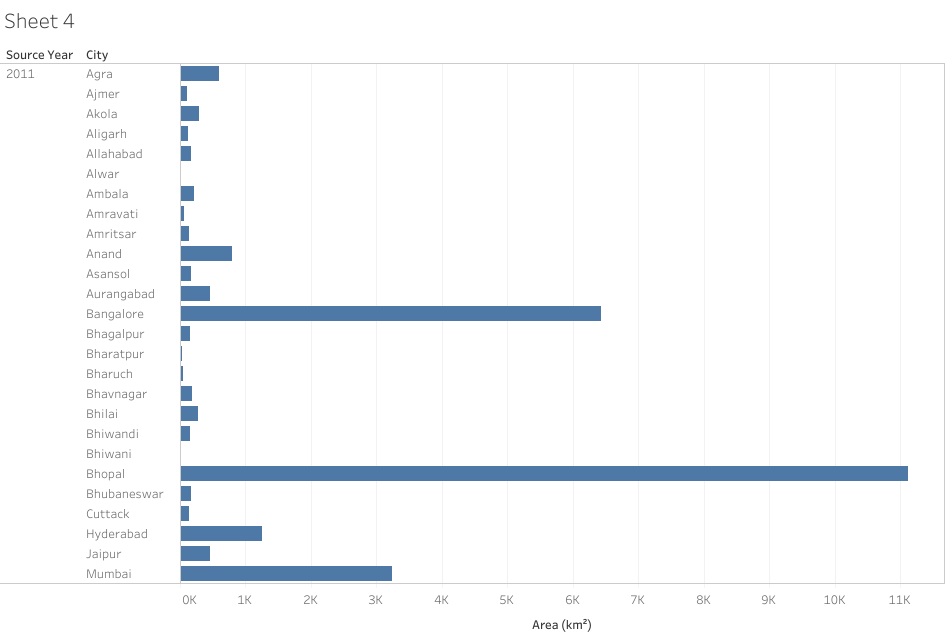 Sheet 4
Source Year City
2011 Agra
Ajmer
Akola
Aligarh
Allahabad
Alwar
Ambala
Amravati
Amritsar
Anand
Asansol
Aurangabad
Bangalore
Bhagalpur
Bharatpur
Bharuch
Bhavnagar
Bhilai
Bhiwandi
Bhiwani
Bhopal
Bhubaneswar
Cuttack
Hyderabad
Jaipur
Mumbai
0K 1K 2K 3K 4K 5K 6K 7K 8K 9K 10K 11K
Area (km²)